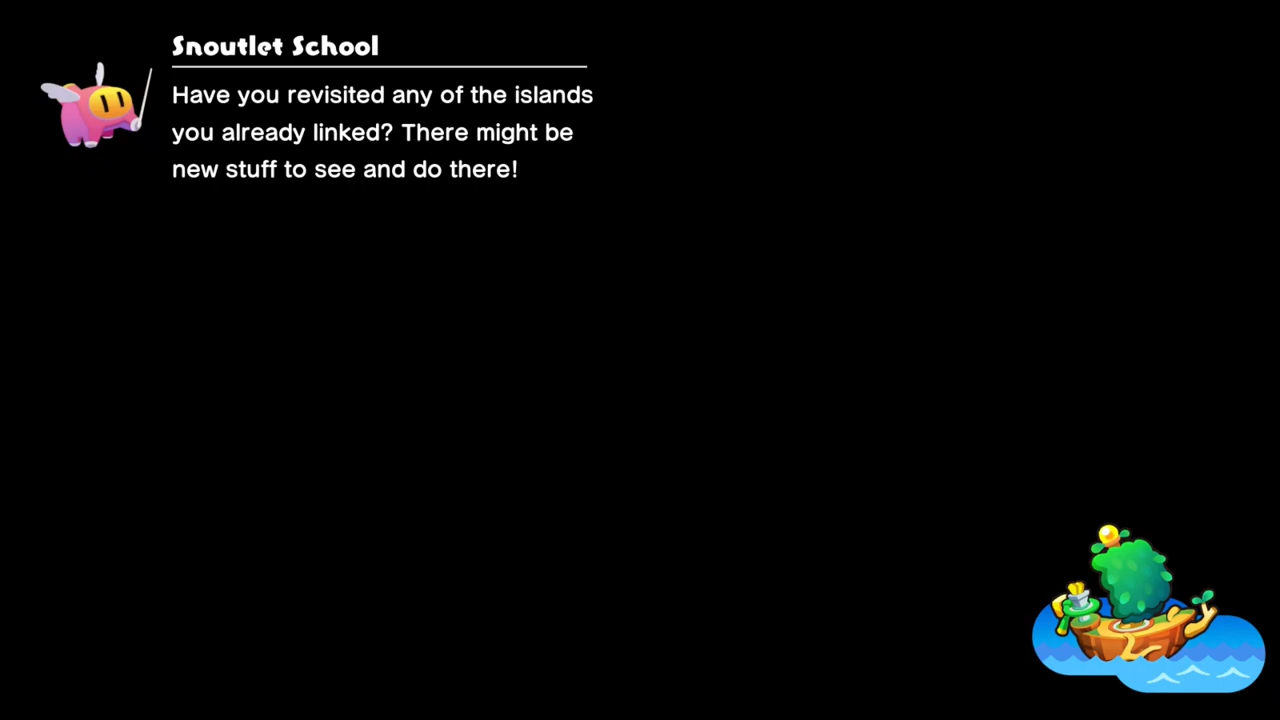 Snoutlet School
Have you revisited any of the islands
you already linked? There might be
new stuff to see and do there!